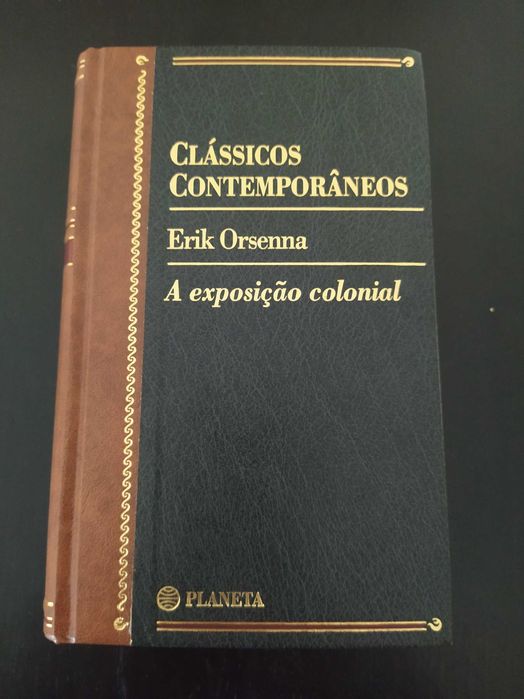 CLÁSSICOS
CONTEMPORÂNEOS
Erik Orsenna
A exposição colonial
PLANETA